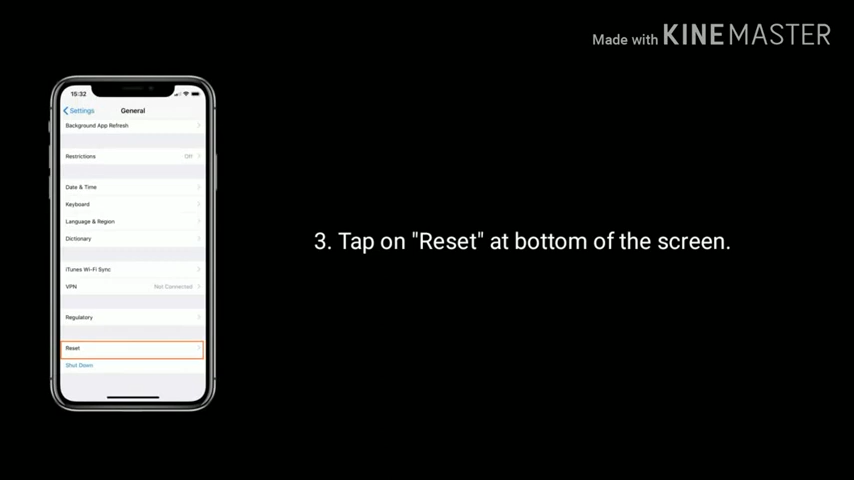 Made with KINEMASTER
15:32
Settings
General
Background App Refresh
Restrictions Off
Date & Time
Keyboard
Language & Region
Dictionary
iTunes Wi-Fi Sync
VPN Not Connected
Regulatory
Reset
Shut Down
3. Tap on "Reset" at bottom of the screen.